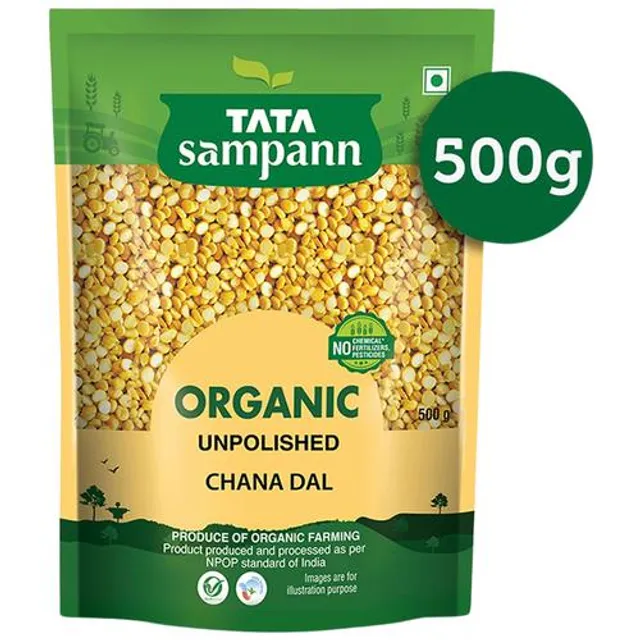 TATA
sampann
500g
NO CHEMICAL*
FERTILIZERS,
PESTICIDES
ORGANIC
500 g
UNPOLISHED
CHANA DAL
PRODUCE OF ORGANIC FARMING
Product produced and processed as per
NPOP standard of India
Images are for
illustration purpose